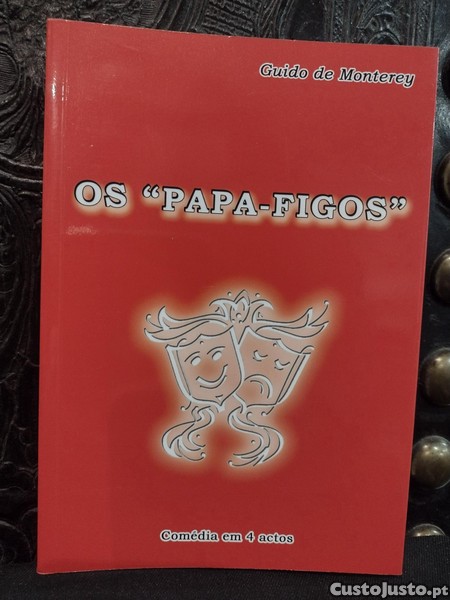 Guido de Monterey
OS “PAPA-FIGOS”
Comédia em 4 actos
CustoJusto.pt